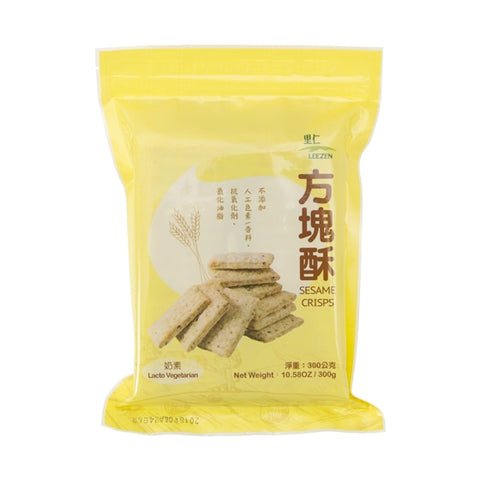 里仁
LEEZEN
方塊酥
SESAME
CRISPS
不添加
人工色素、香料、
抗氧化劑、
氫化油脂
奶素
Lacto Vegetarian
淨重：300公克
Net Weight : 10.58OZ / 300g